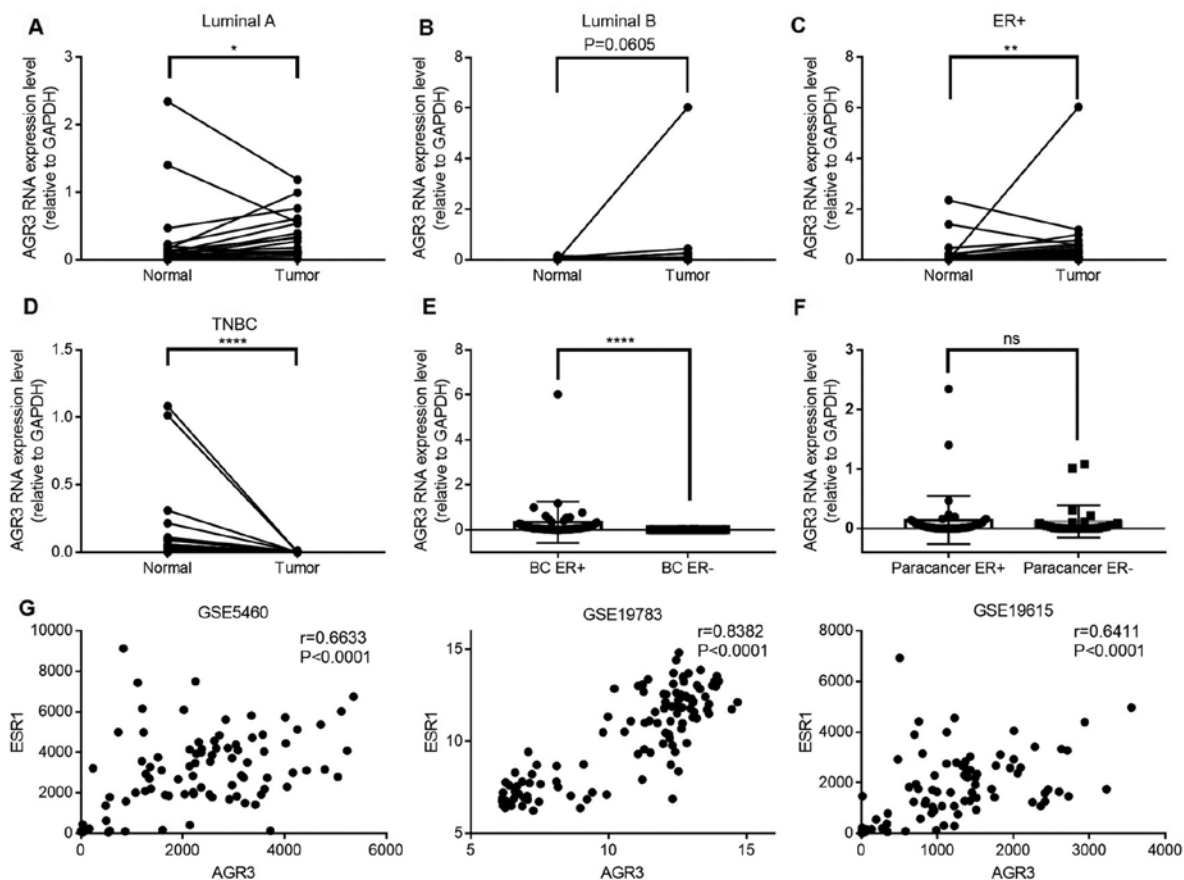 A
Luminal A
*
AGR3 RNA expression level
(relative to GAPDH)
3
2
1
0
Normal Tumor
B
Luminal B
P=0.0605
AGR3 RNA expression level
(relative to GAPDH)
8
6
4
2
0
Normal Tumor
C
ER+
**
AGR3 RNA expression level
(relative to GAPDH)
8
6
4
2
0
Normal Tumor
D
TNBC
****
AGR3 RNA expression level
(relative to GAPDH)
1.5
1.0
0.5
0.0
Normal Tumor
E
****
AGR3 RNA expression level
(relative to GAPDH)
8
6
4
2
0
BC ER+ BC ER-
F
ns
AGR3 RNA expression level
(relative to GAPDH)
3
2
1
0
Paracancer ER+ Paracancer ER-
G
GSE5460
r=0.6633
P<0.0001
ESR1
10000
8000
6000
4000
2000
0
0 2000 4000 6000
AGR3
GSE19783
r=0.8382
P<0.0001
ESR1
15
10
5
5 10 15
AGR3
GSE19615
r=0.6411
P<0.0001
ESR1
8000
6000
4000
2000
0
0 1000 2000 3000 4000
AGR3